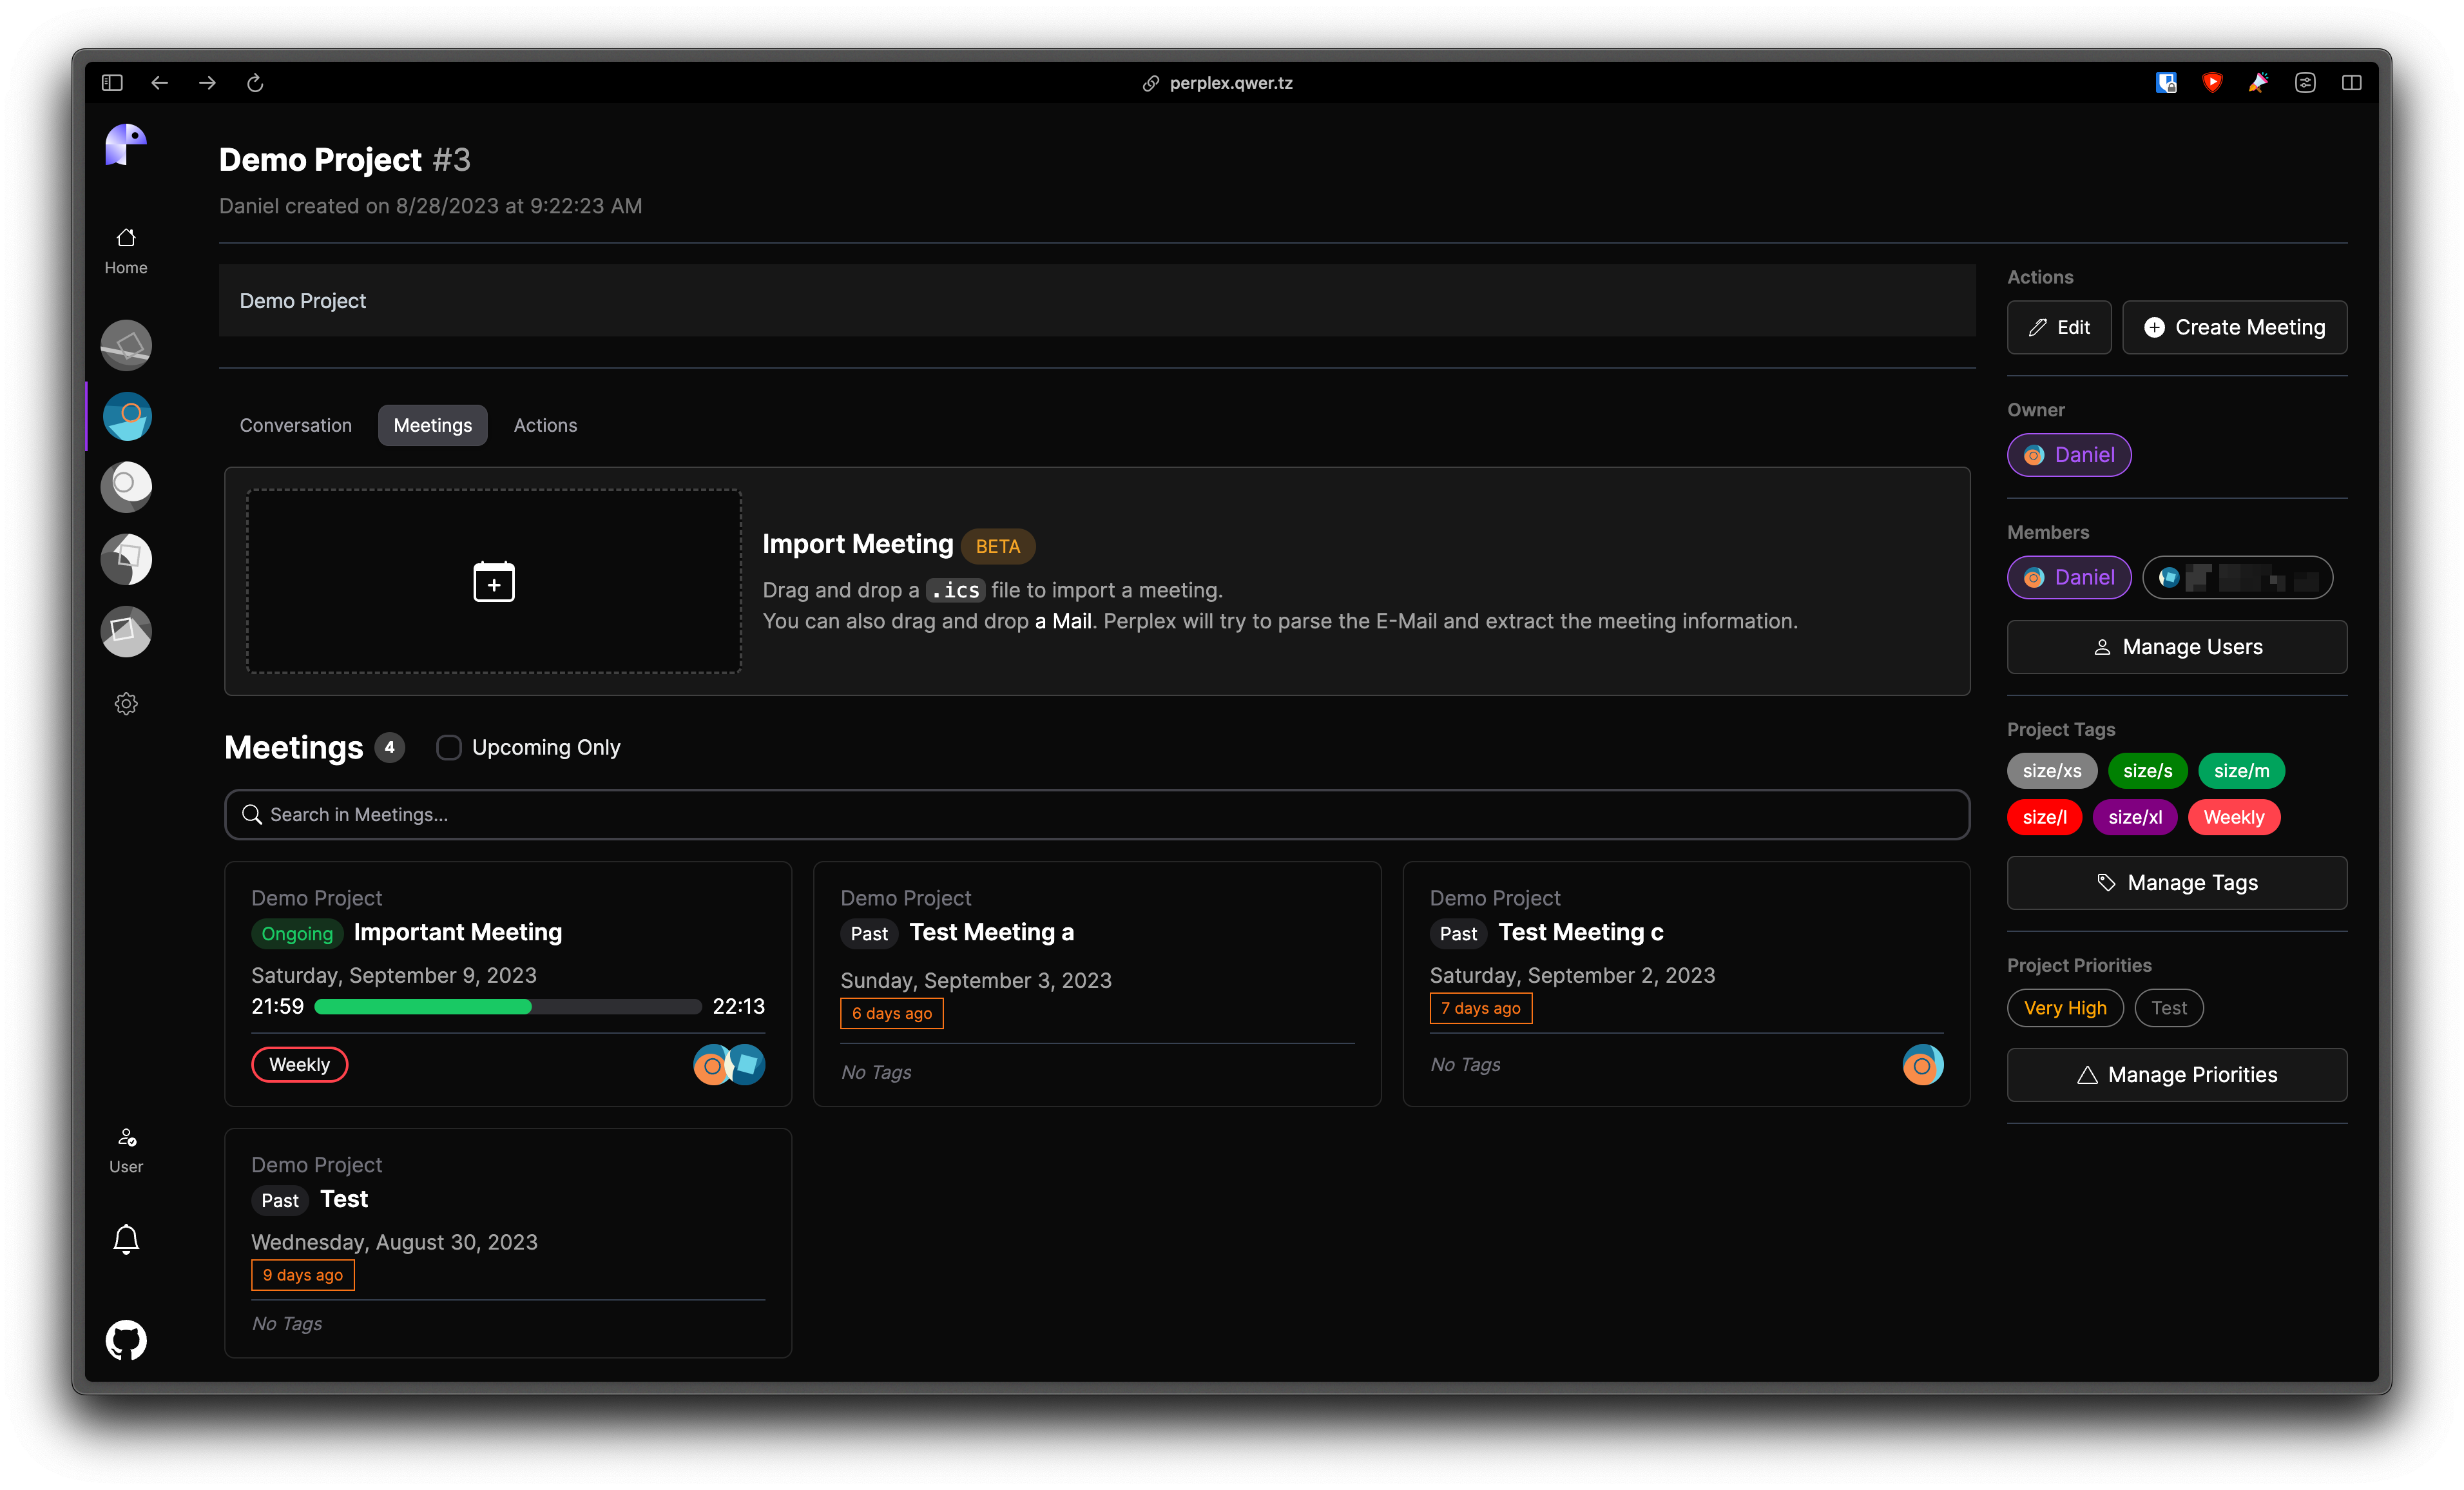 perplex.qwer.tz
Demo Project #3
Daniel created on 8/28/2023 at 9:22:23 AM
Home
Demo Project
Conversation
Meetings
Actions
Import Meeting BETA
Drag and drop a .ics file to import a meeting.
You can also drag and drop a Mail. Perplex will try to parse the E-Mail and extract the meeting information.
Meetings 4
Upcoming Only
Search in Meetings...
Demo Project
Ongoing Important Meeting
Saturday, September 9, 2023
21:59 22:13
Weekly
Demo Project
Past Test Meeting a
Sunday, September 3, 2023
6 days ago
No Tags
Demo Project
Past Test Meeting c
Saturday, September 2, 2023
7 days ago
No Tags
Demo Project
Past Test
Wednesday, August 30, 2023
9 days ago
No Tags
Actions
Edit
Create Meeting
Owner
Daniel
Members
Daniel
Manage Users
Project Tags
size/xs size/s size/m
size/l size/xl Weekly
Manage Tags
Project Priorities
Very High Test
Manage Priorities
User